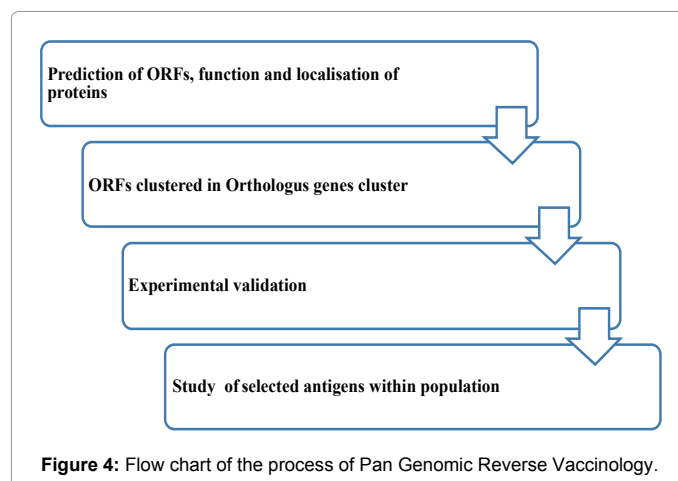 Prediction of ORFs, function and localisation of
proteins
ORFs clustered in Orthologus genes cluster
Experimental validation
Study of selected antigens within population
Figure 4: Flow chart of the process of Pan Genomic Reverse Vaccinology.